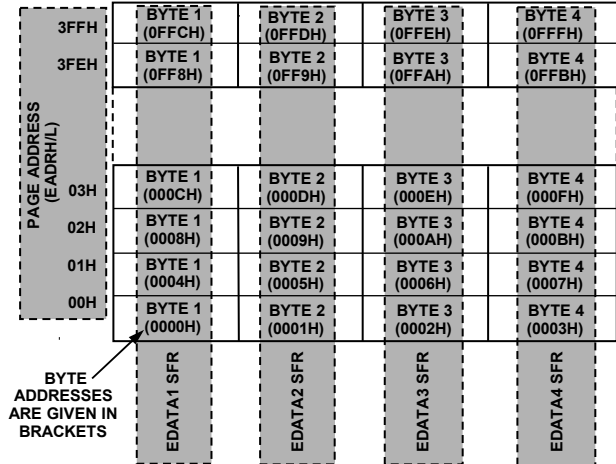 3FFH
BYTE 1 BYTE 2 BYTE 3 BYTE 4
(0FFCH) (0FFDH) (0FFEH) (0FFFH)
3FEH
BYTE 1 BYTE 2 BYTE 3 BYTE 4
(0FF8H) (0FF9H) (0FFAH) (0FFBH)
PAGE ADDRESS
(EADRH/L)
03H
BYTE 1 BYTE 2 BYTE 3 BYTE 4
(000CH) (000DH) (000EH) (000FH)
02H
BYTE 1 BYTE 2 BYTE 3 BYTE 4
(0008H) (0009H) (000AH) (000BH)
01H
BYTE 1 BYTE 2 BYTE 3 BYTE 4
(0004H) (0005H) (0006H) (0007H)
00H
BYTE 1 BYTE 2 BYTE 3 BYTE 4
(0000H) (0001H) (0002H) (0003H)
BYTE
ADDRESSES
ARE GIVEN IN
BRACKETS
EDATA1 SFR
EDATA2 SFR
EDATA3 SFR
EDATA4 SFR